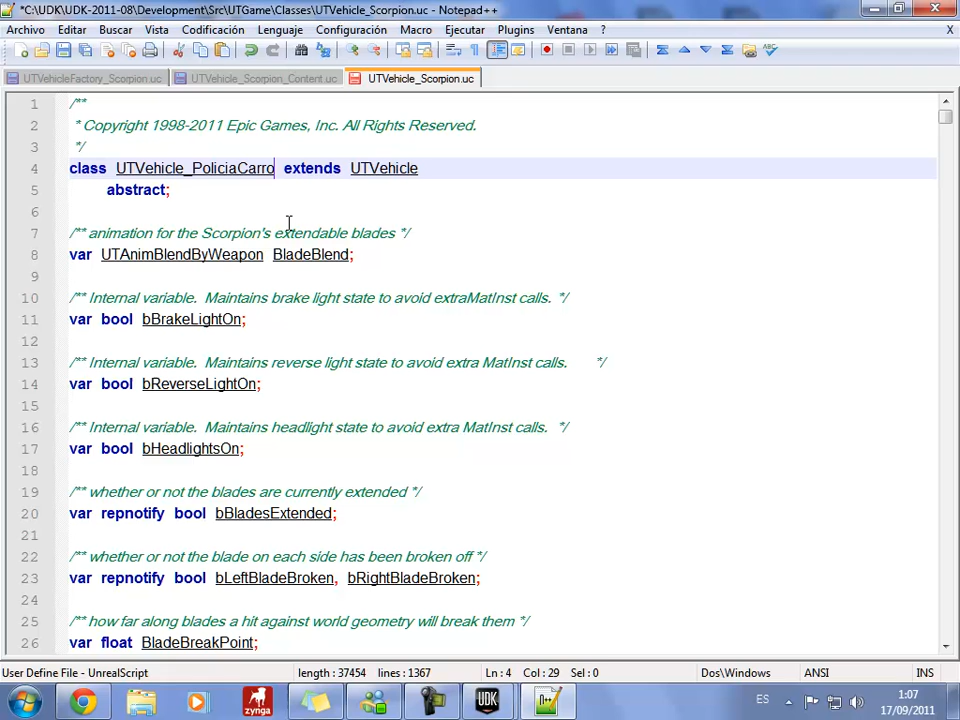 *C:\UDK\UDK-2011-08\Development\Src\UTGame\Classes\UTVehicle_Scorpion.uc - Notepad++
Archivo Editar Buscar Vista Codificación Lenguaje Configuración Macro Ejecutar Plugins Ventana ? X
UTVehicleFactory_Scorpion.uc UTVehicle_Scorpion_Content.uc UTVehicle_Scorpion.uc
1 /**
2 * Copyright 1998-2011 Epic Games, Inc. All Rights Reserved.
3 */
4 class UTVehicle_PoliciaCarro extends UTVehicle
5 abstract;
6
7 /** animation for the Scorpion's extendable blades */
8 var UTAnimBlendByWeapon BladeBlend;
9
10 /** Internal variable. Maintains brake light state to avoid extraMatInst calls. */
11 var bool bBrakeLightOn;
12
13 /** Internal variable. Maintains reverse light state to avoid extra MatInst calls. */
14 var bool bReverseLightOn;
15
16 /** Internal variable. Maintains headlight state to avoid extra MatInst calls. */
17 var bool bHeadlightsOn;
18
19 /** whether or not the blades are currently extended */
20 var repnotify bool bBladesExtended;
21
22 /** whether or not the blade on each side has been broken off */
23 var repnotify bool bLeftBladeBroken, bRightBladeBroken;
24
25 /** how far along blades a hit against world geometry will break them */
26 var float BladeBreakPoint;
User Define File - UnrealScript length : 37454 lines : 1367 Ln : 4 Col : 29 Sel : 0 Dos\Windows ANSI INS
zynga UDK ES 1:07
17/09/2011